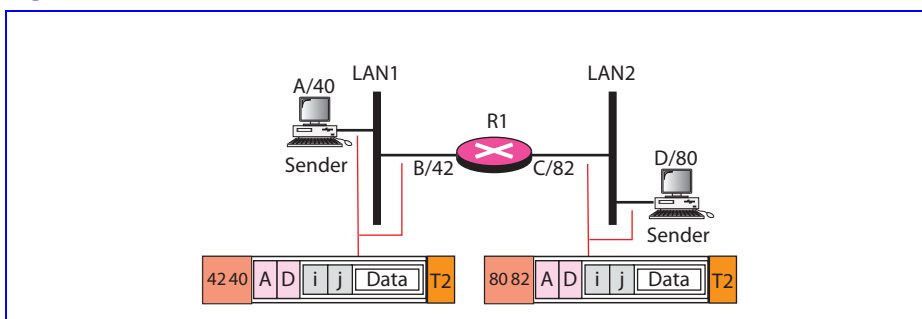 LAN1
LAN2
A/40
R1
Sender
B/42
C/82
D/80
Sender
42 40 A D i j Data T2
80 82 A D i j Data T2